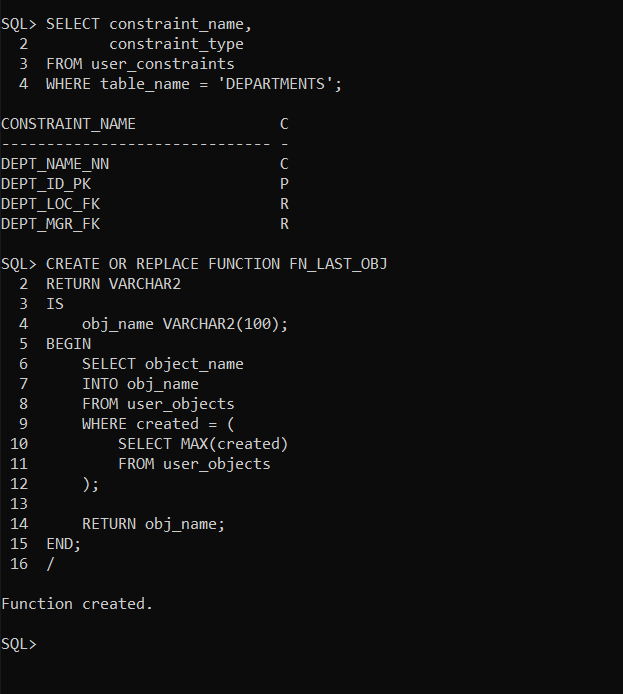 SQL> SELECT constraint_name,
  2         constraint_type
  3  FROM user_constraints
  4  WHERE table_name = 'DEPARTMENTS';
CONSTRAINT_NAME                C
------------------------------ -
DEPT_NAME_NN                   C
DEPT_ID_PK                     P
DEPT_LOC_FK                    R
DEPT_MGR_FK                    R
SQL> CREATE OR REPLACE FUNCTION FN_LAST_OBJ
  2  RETURN VARCHAR2
  3  IS
  4      obj_name VARCHAR2(100);
  5  BEGIN
  6      SELECT object_name
  7      INTO obj_name
  8      FROM user_objects
  9      WHERE created = (
 10          SELECT MAX(created)
 11          FROM user_objects
 12      );
 13
 14      RETURN obj_name;
 15  END;
 16  /
Function created.
SQL>